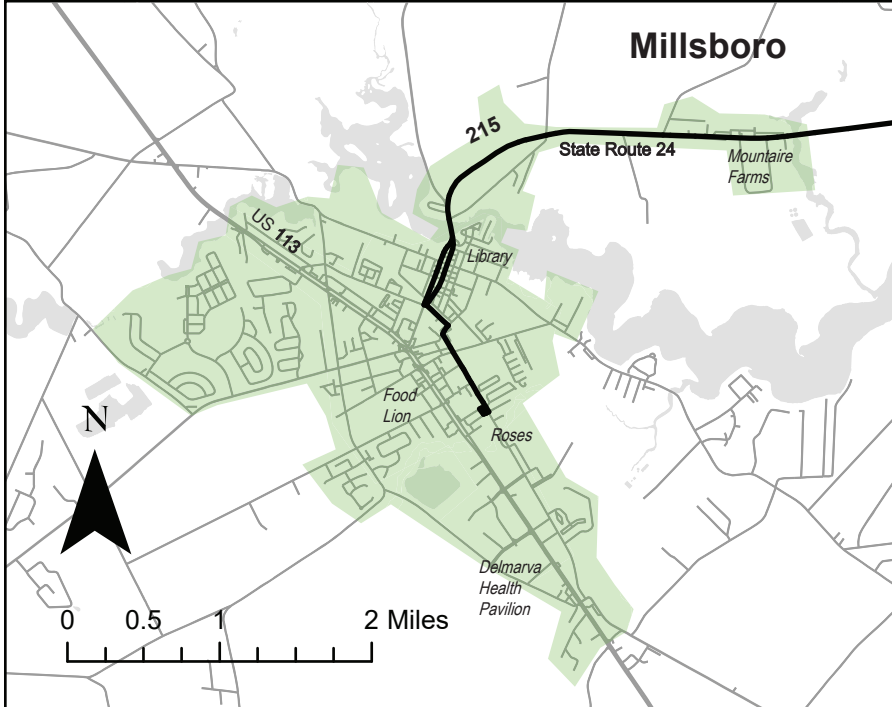 Millsboro
215
State Route 24
Mountaire
Farms
US 113
Library
Food
Lion
Roses
N
Delmarva
Health
Pavilion
0 0.5 1 2 Miles